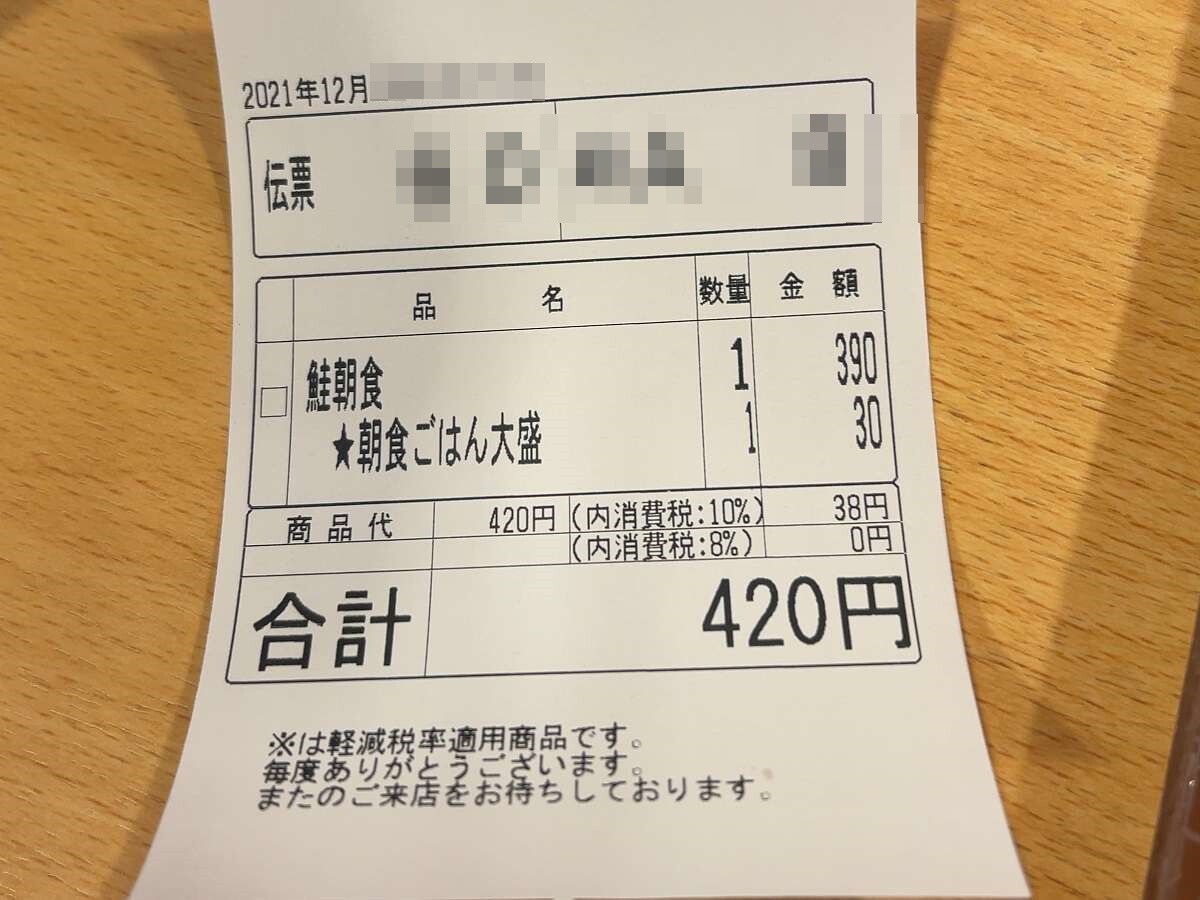 2021年12月
伝票
品 名 数量 金 額
鮭朝食 1 390
★朝食ごはん大盛 1 30
商品代 420円 (内消費税:10%) 38円
(内消費税:8%) 0円
合計 420円
※は軽減税率適用商品です。
毎度ありがとうございます。
またのご来店をお待ちしております。